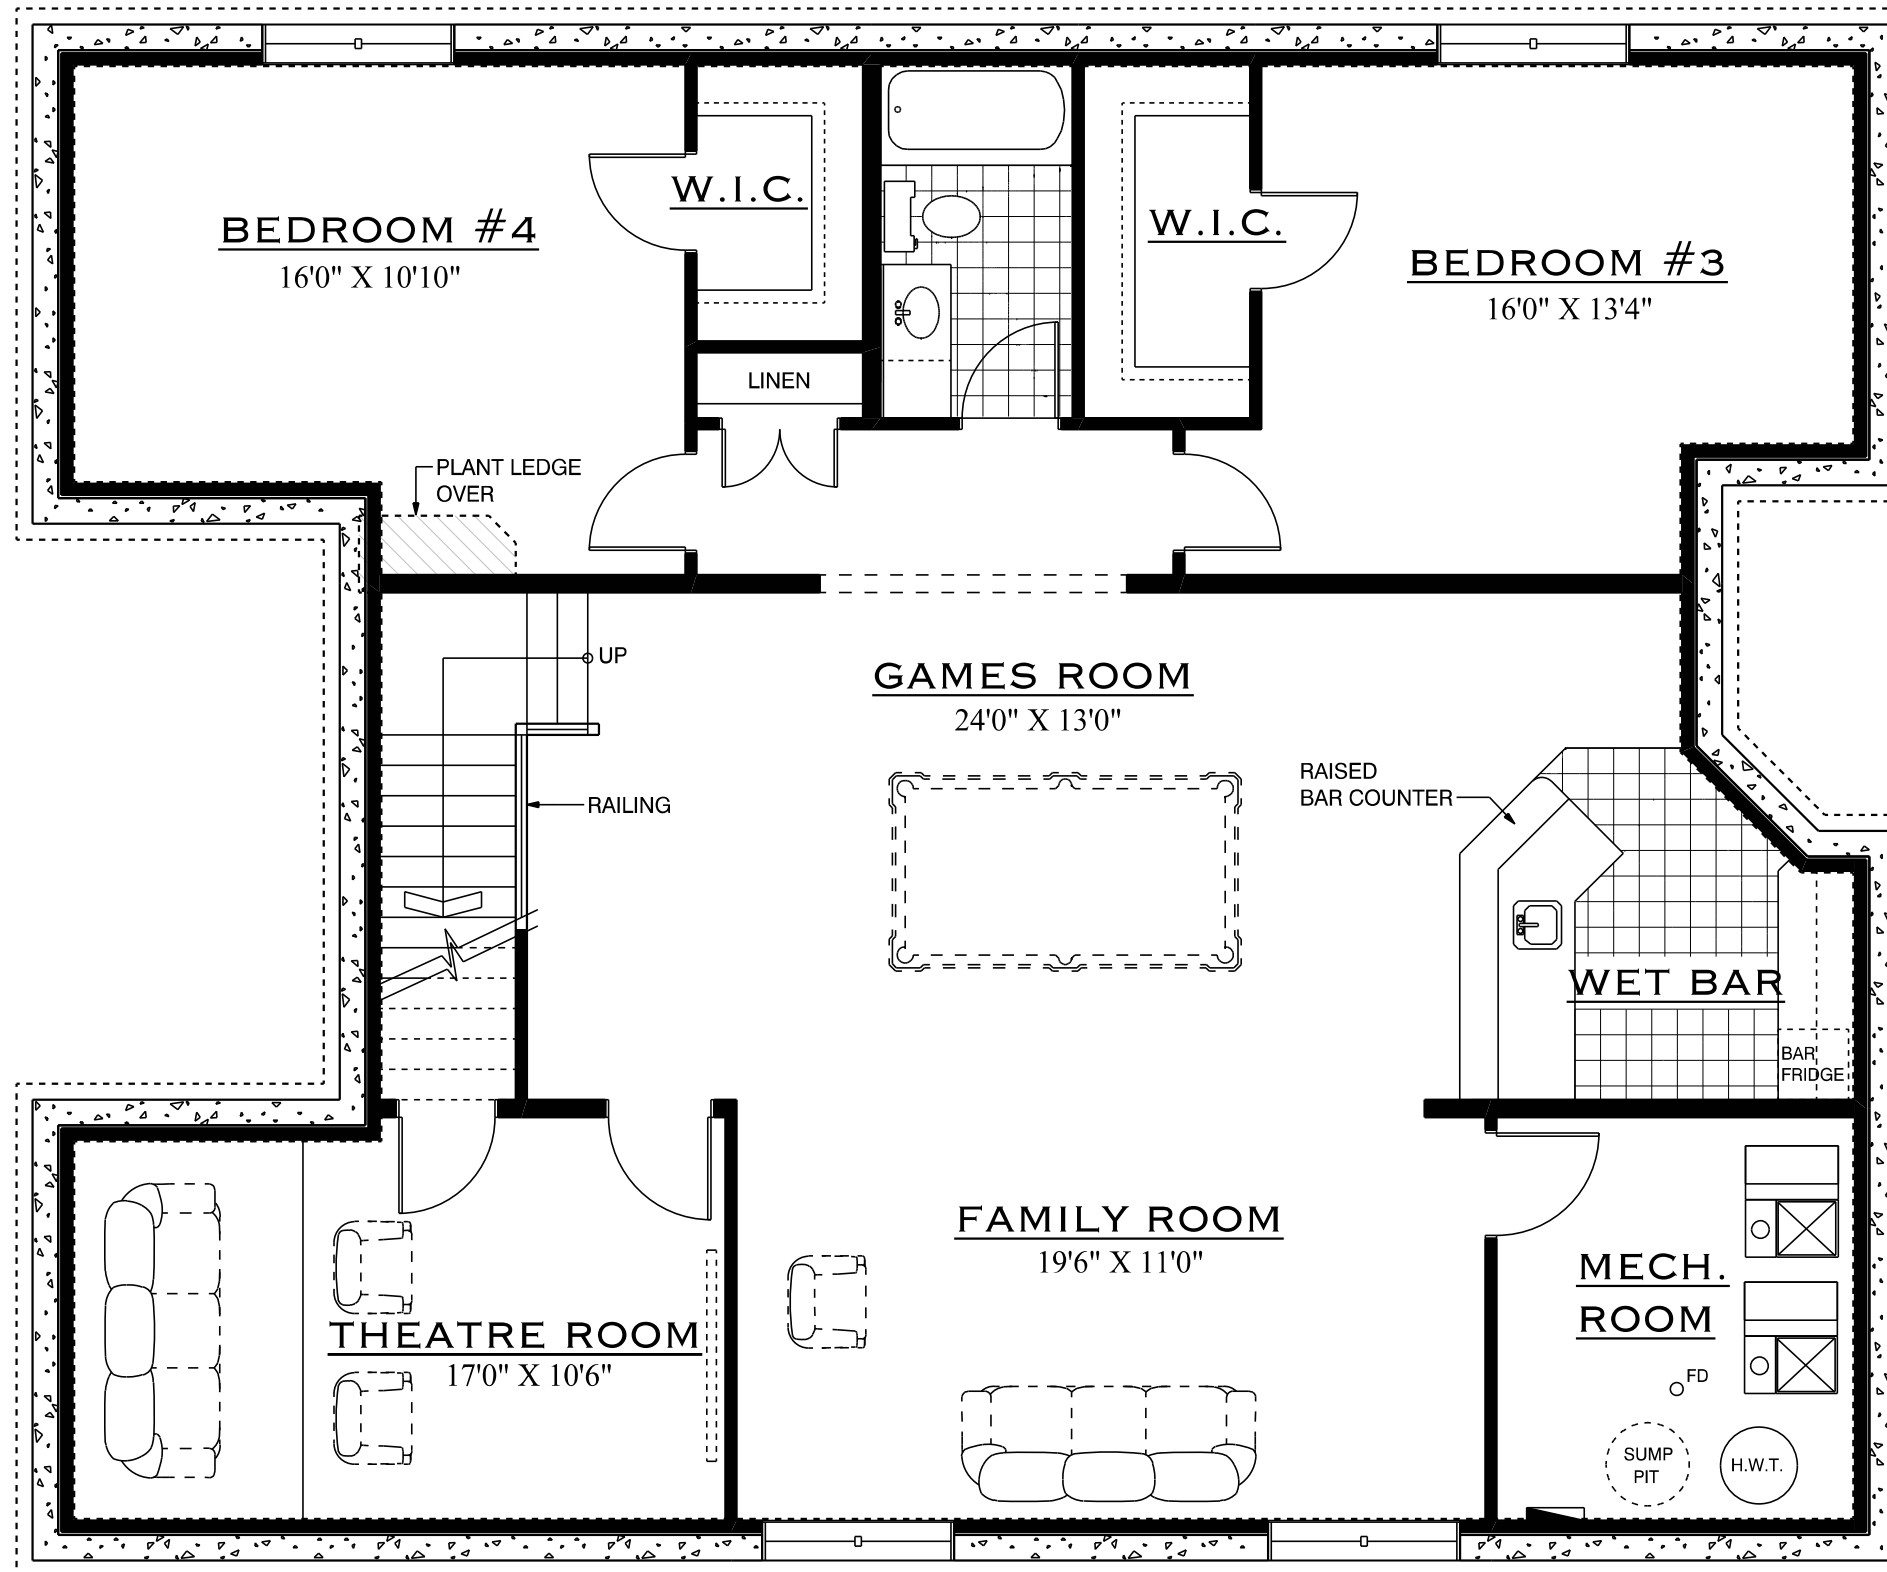 W.I.C.
BEDROOM #4
16'0" X 10'10"
W.I.C.
BEDROOM #3
16'0" X 13'4"
LINEN
PLANT LEDGE
OVER
UP
GAMES ROOM
24'0" X 13'0"
RAILING
RAISED
BAR COUNTER
WET BAR
BAR
FRIDGE
FAMILY ROOM
19'6" X 11'0"
MECH.
ROOM
THEATRE ROOM
17'0" X 10'6"
FD
SUMP
PIT
H.W.T.